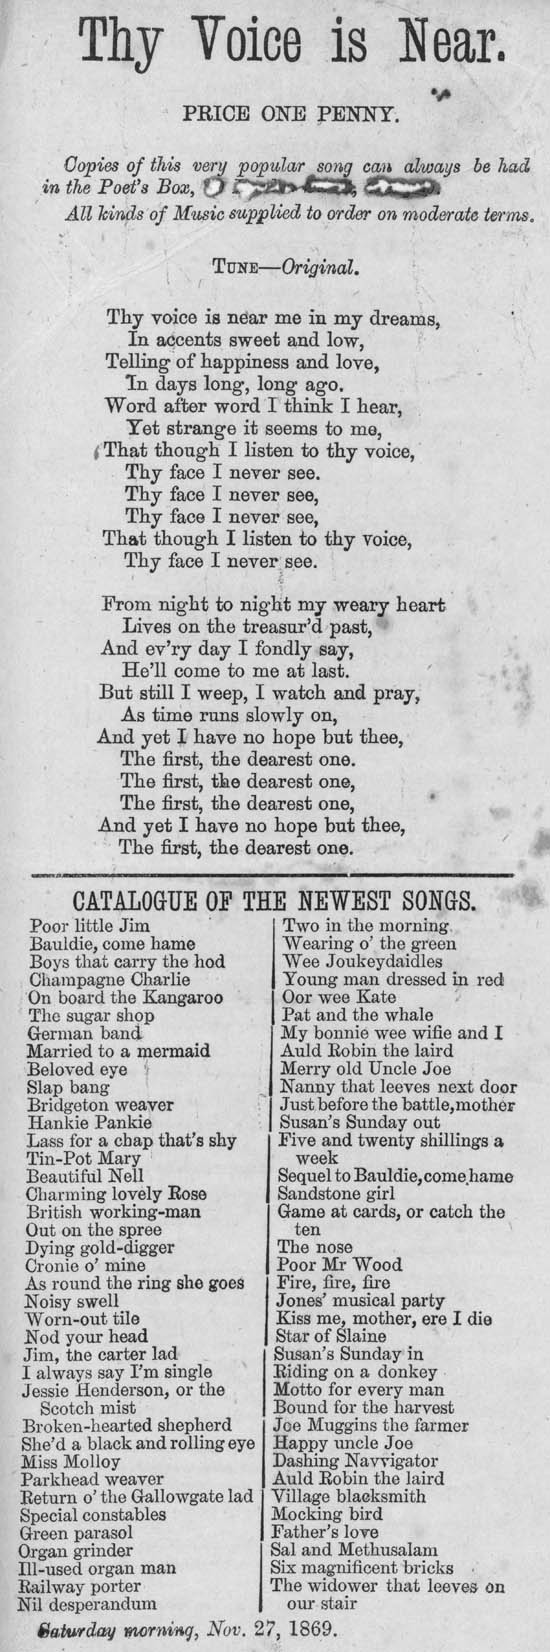 Thy Voice is Near.
PRICE ONE PENNY.
Copies of this very popular song can always be had
in the Poet's Box,
All kinds of Music supplied to order on moderate terms.
TUNE—Original.
Thy voice is near me in my dreams,
In accents sweet and low,
Telling of happiness and love,
In days long, long ago.
Word after word I think I hear,
Yet strange it seems to me,
That though I listen to thy voice,
Thy face I never see.
Thy face I never see,
Thy face I never see,
That though I listen to thy voice,
Thy face I never see.
From night to night my weary heart
Lives on the treasur'd past,
And ev'ry day I fondly say,
He'll come to me at last.
But still I weep, I watch and pray,
As time runs slowly on,
And yet I have no hope but thee,
The first, the dearest one.
The first, the dearest one,
The first, the dearest one,
And yet I have no hope but thee,
The first, the dearest one.
CATALOGUE OF THE NEWEST SONGS.
Poor little Jim
Bauldie, come hame
Boys that carry the hod
Champagne Charlie
On board the Kangaroo
The sugar shop
German band
Married to a mermaid
Beloved eye
Slap bang
Bridgeton weaver
Hankie Pankie
Lass for a chap that's shy
Tin-Pot Mary
Beautiful Nell
Charming lovely Rose
British working-man
Out on the spree
Dying gold-digger
Cronie o' mine
As round the ring she goes
Noisy swell
Worn-out tile
Nod your head
Jim, the carter lad
I always say I'm single
Jessie Henderson, or the
Scotch mist
Broken-hearted shepherd
She'd a black and rolling eye
Miss Molloy
Parkhead weaver
Return o' the Gallowgate lad
Special constables
Green parasol
Organ grinder
Ill-used organ man
Railway porter
Nil desperandum
Two in the morning
Wearing o' the green
Wee Joukeydaidles
Young man dressed in red
Oor wee Kate
Pat and the whale
My bonnie wee wifie and I
Auld Robin the laird
Merry old Uncle Joe
Nanny that leeves next door
Just before the battle, mother
Susan's Sunday out
Five and twenty shillings a
week
Sequel to Bauldie, come hame
Sandstone girl
Game at cards, or catch the
ten
The nose
Poor Mr Wood
Fire, fire, fire
Jones' musical party
Kiss me, mother, ere I die
Star of Slaine
Susan's Sunday in
Riding on a donkey
Motto for every man
Bound for the harvest
Joe Muggins the farmer
Happy uncle Joe
Dashing Navvigator
Auld Robin the laird
Village blacksmith
Mocking bird
Father's love
Sal and Methusalam
Six magnificent bricks
The widower that leeves on
our stair
Saturday morning, Nov. 27, 1869.